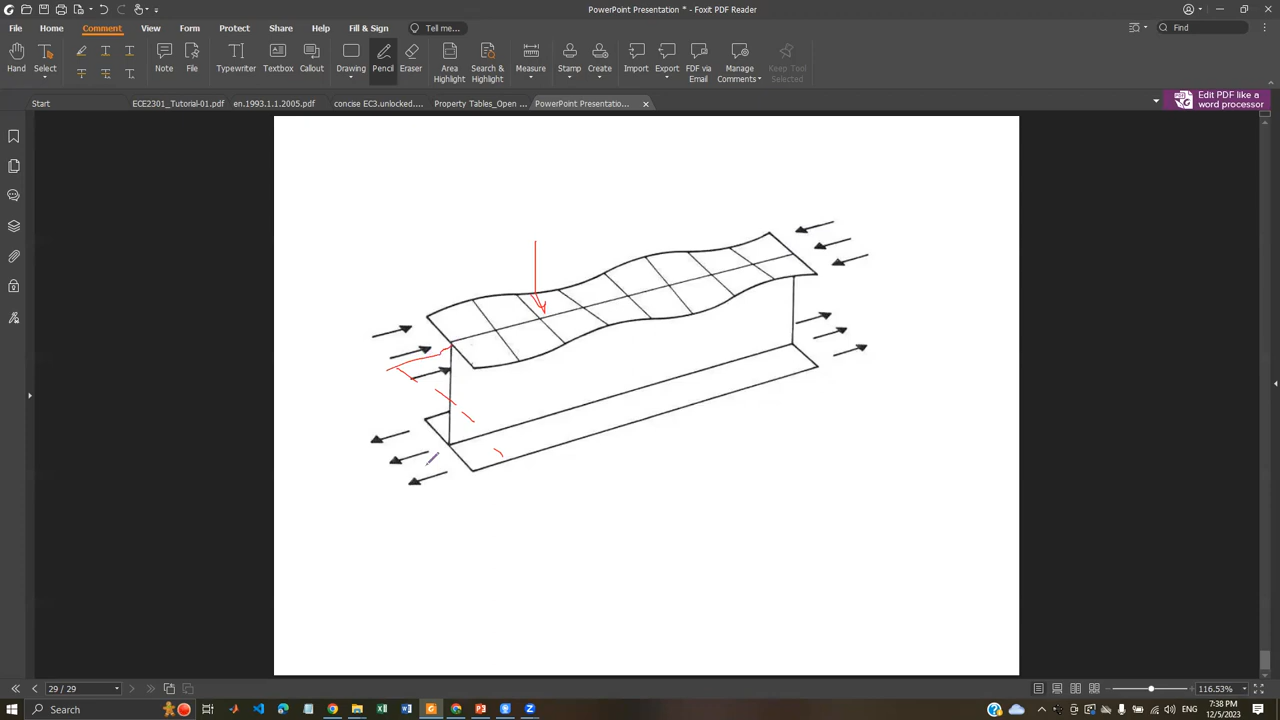 PowerPoint Presentation * - Foxit PDF Reader
File Home Comment View Form Protect Share Help Fill & Sign Tell me... Find
Hand Select Note File Typewriter Textbox Callout Drawing Pencil Eraser Area Highlight Search & Highlight Measure Stamp Create Import Export FDF via Email Manage Comments Keep Tool Selected
Start ECE2301_Tutorial-01.pdf en.1993.1.1.2005.pdf concise EC3.unlocked.... Property Tables_Open ... PowerPoint Presentatio... Edit PDF like a word processor
29 / 29 116.53%
Search 7:38 PM
12/5/2023